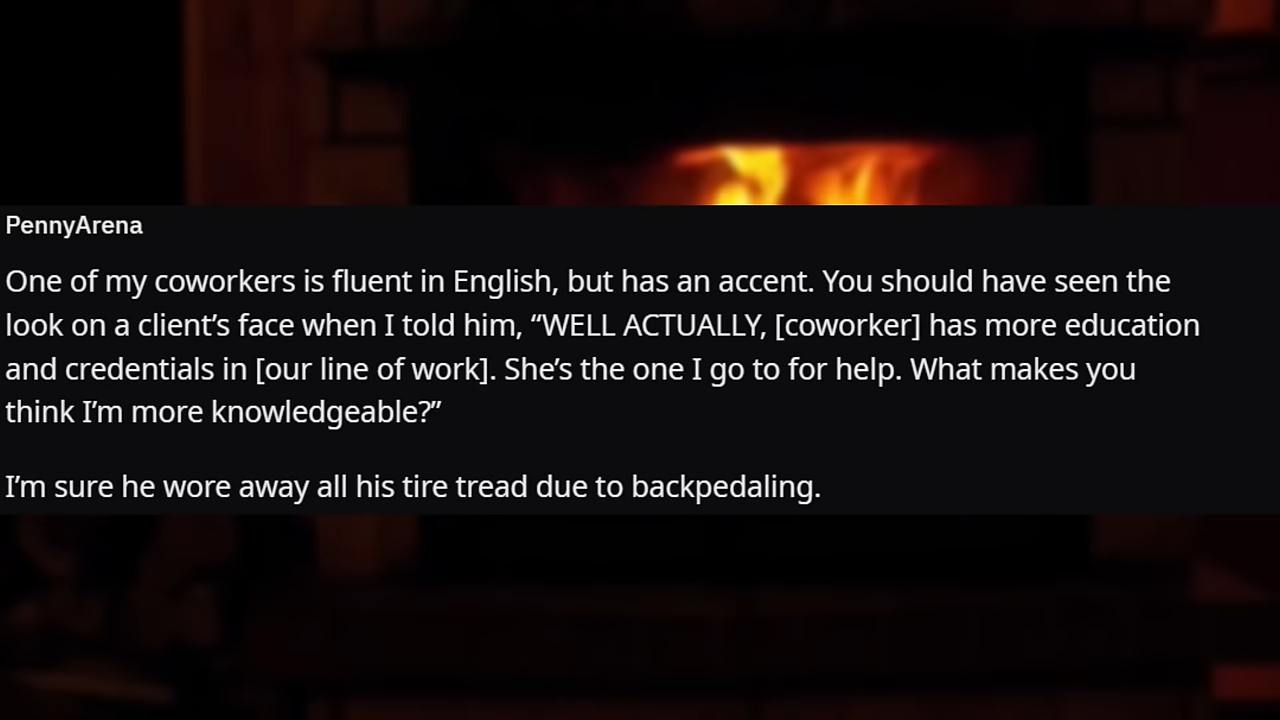 PennyArena
One of my coworkers is fluent in English, but has an accent. You should have seen the
look on a client’s face when I told him, “WELL ACTUALLY, [coworker] has more education
and credentials in [our line of work]. She’s the one I go to for help. What makes you
think I’m more knowledgeable?”
I’m sure he wore away all his tire tread due to backpedaling.